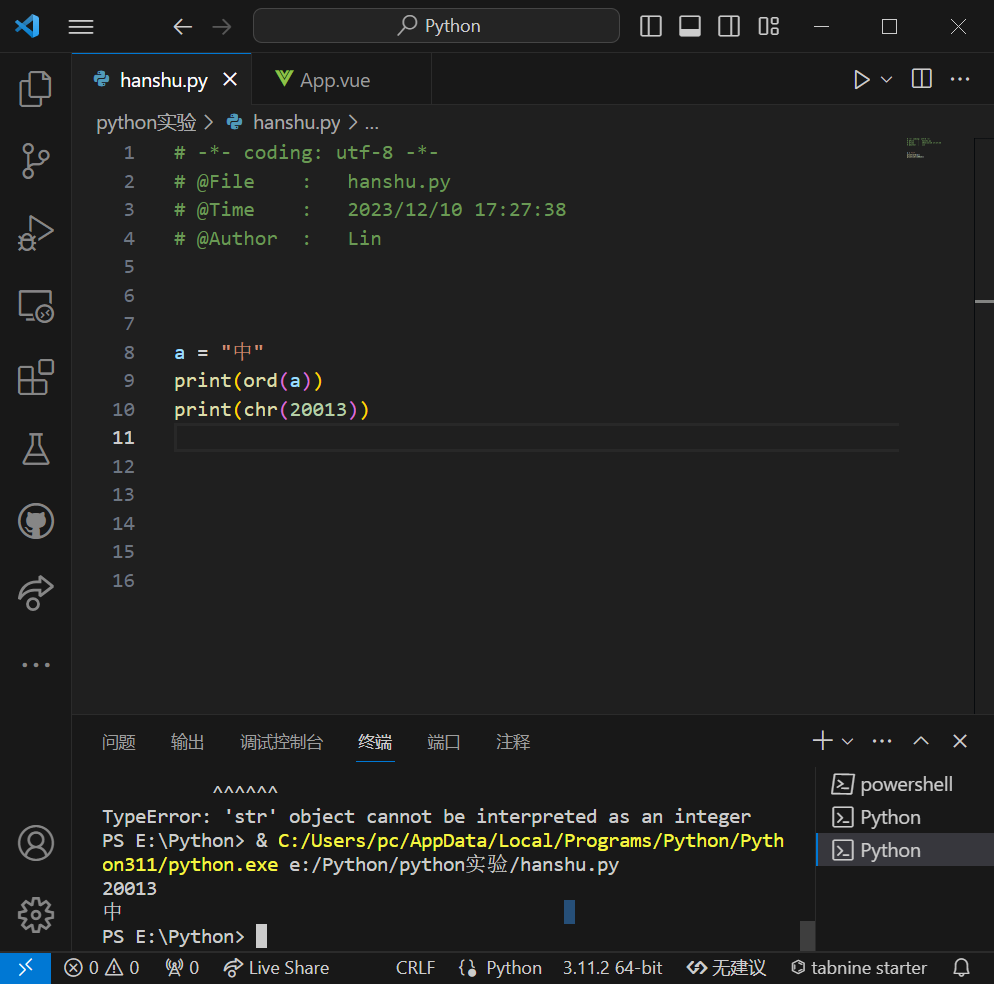 Python
hanshu.py
App.vue
python实验 > hanshu.py > ...
1 # -*- coding: utf-8 -*-
2 # @File    :   hanshu.py
3 # @Time    :   2023/12/10 17:27:38
4 # @Author  :   Lin
5
6
7
8 a = "中"
9 print(ord(a))
10 print(chr(20013))
11
12
13
14
15
16
问题 输出 调试控制台 终端 端口 注释
^^^^^^
TypeError: 'str' object cannot be interpreted as an integer
PS E:\Python> & C:/Users/pc/AppData/Local/Programs/Python/Pyth
on311/python.exe e:/Python/python实验/hanshu.py
20013
中
PS E:\Python>
powershell
Python
Python
0 0 0 Live Share CRLF Python 3.11.2 64-bit 无建议 tabnine starter